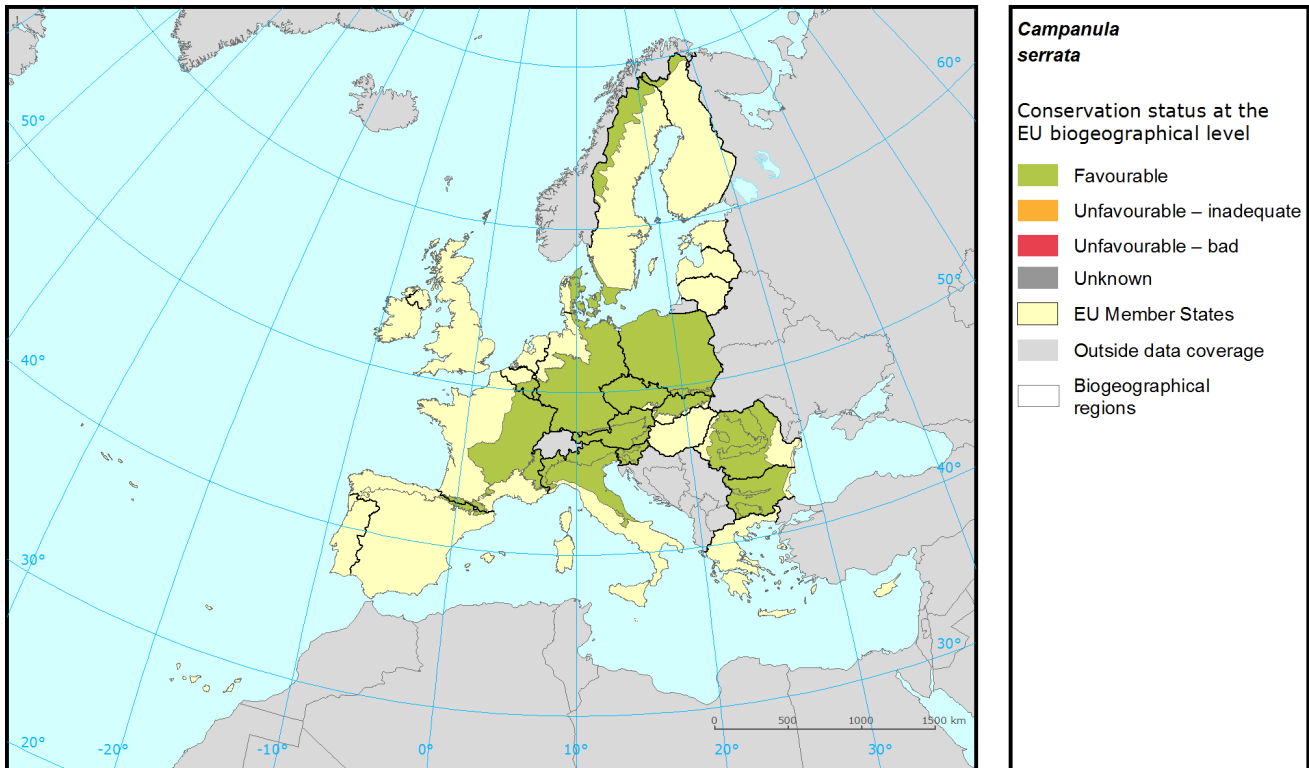 Campanula
serrata
Conservation status at the
EU biogeographical level
Favourable
Unfavourable – inadequate
Unfavourable – bad
Unknown
EU Member States
Outside data coverage
Biogeographical
regions
60°
50°
50°
40°
40°
30°
30°
0 500 1000 1500 km
20° -20° -10° 0° 10° 20° 30°